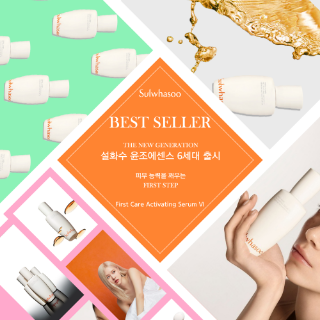 Sulwhasoo
BEST SELLER
THE NEW GENERATION
설화수 윤조에센스 6세대 출시
피부 능력을 깨우는
FIRST STEP
First Care Activating Serum VI